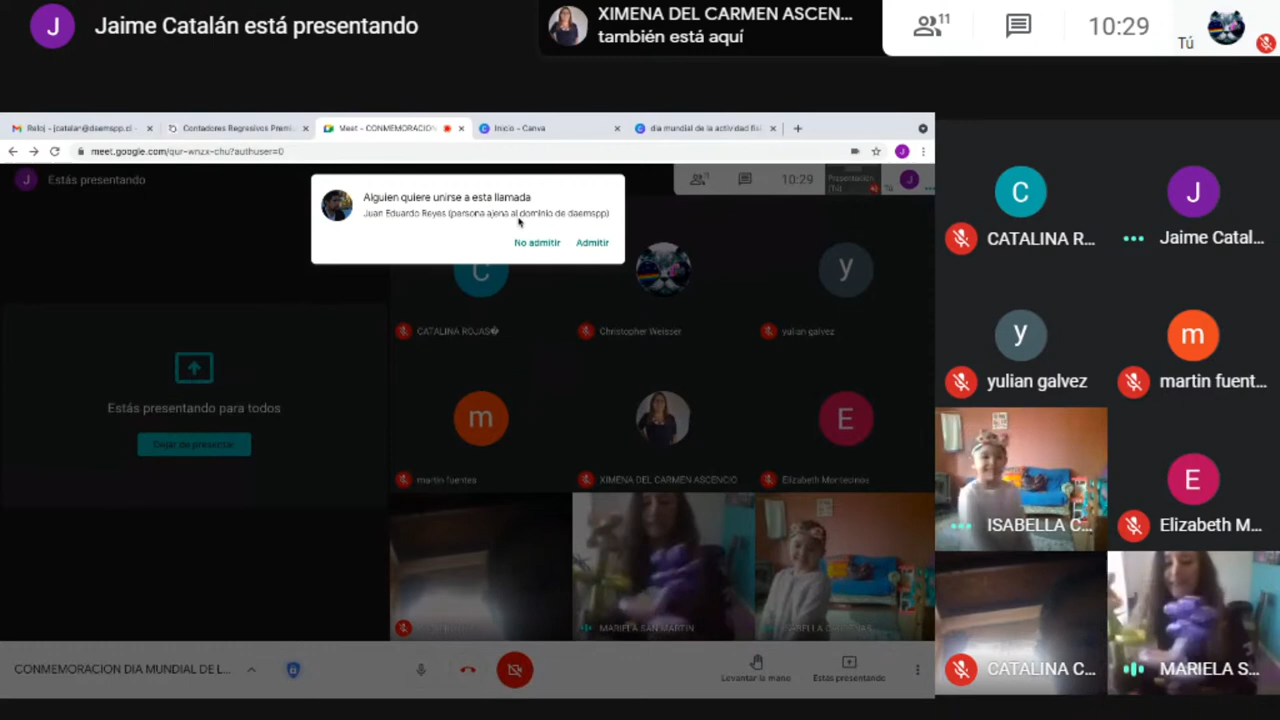 J
Jaime Catalán está presentando
XIMENA DEL CARMEN ASCEN...
también está aquí
11
10:29
Tú
Reloj - jcatalan@daemspp.cl -
Contadores Regresivos Premi
Meet - CONMEMORACION
Inicio - Canva
dia mundial de la actividad fisi
meet.google.com/qur-wnzx-chu?authuser=0
J
J
Estás presentando
10:29
Presentación
(Tú)
J
Alguien quiere unirse a esta llamada
Juan Eduardo Reyes (persona ajena al dominio de daemspp)
No admitir
Admitir
C
y
CATALINA ROJAS�
Christopher Weisser
yulian galvez
Estás presentando para todos
Dejar de presentar
m
E
martin fuentes
XIMENA DEL CARMEN ASCENCIO
Elizabeth Montecinos
MARIELA SAN MARTIN
ISABELLA CARDENAS
CONMEMORACION DIA MUNDIAL DE L...
Levantar la mano
Estás presentando
C
CATALINA R...
J
Jaime Catal...
y
yulian galvez
m
martin fuent...
ISABELLA C...
E
Elizabeth M...
CATALINA C...
MARIELA S...